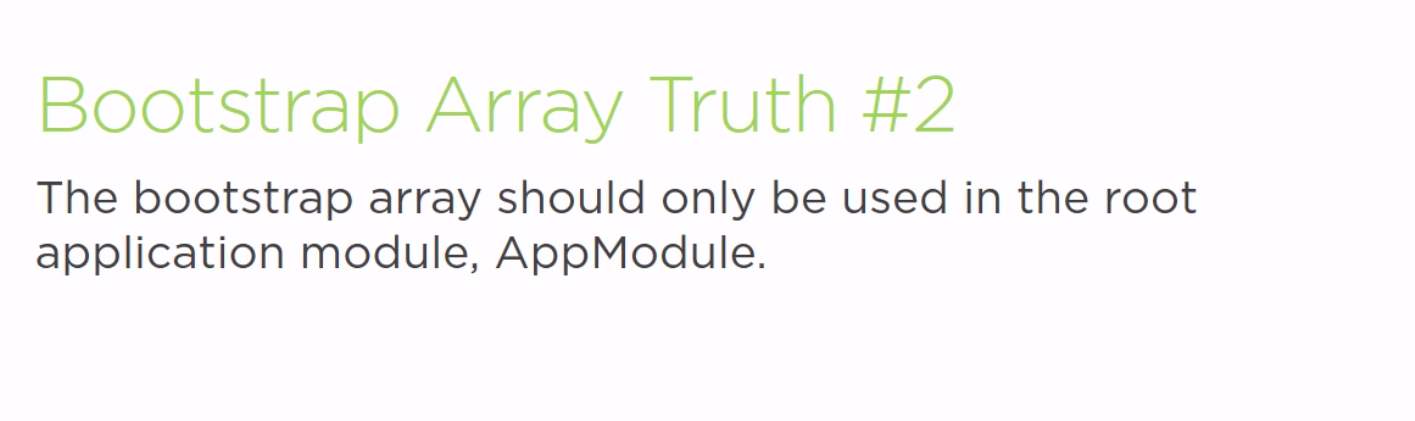 Bootstrap Array Truth #2
The bootstrap array should only be used in the root
application module, AppModule.